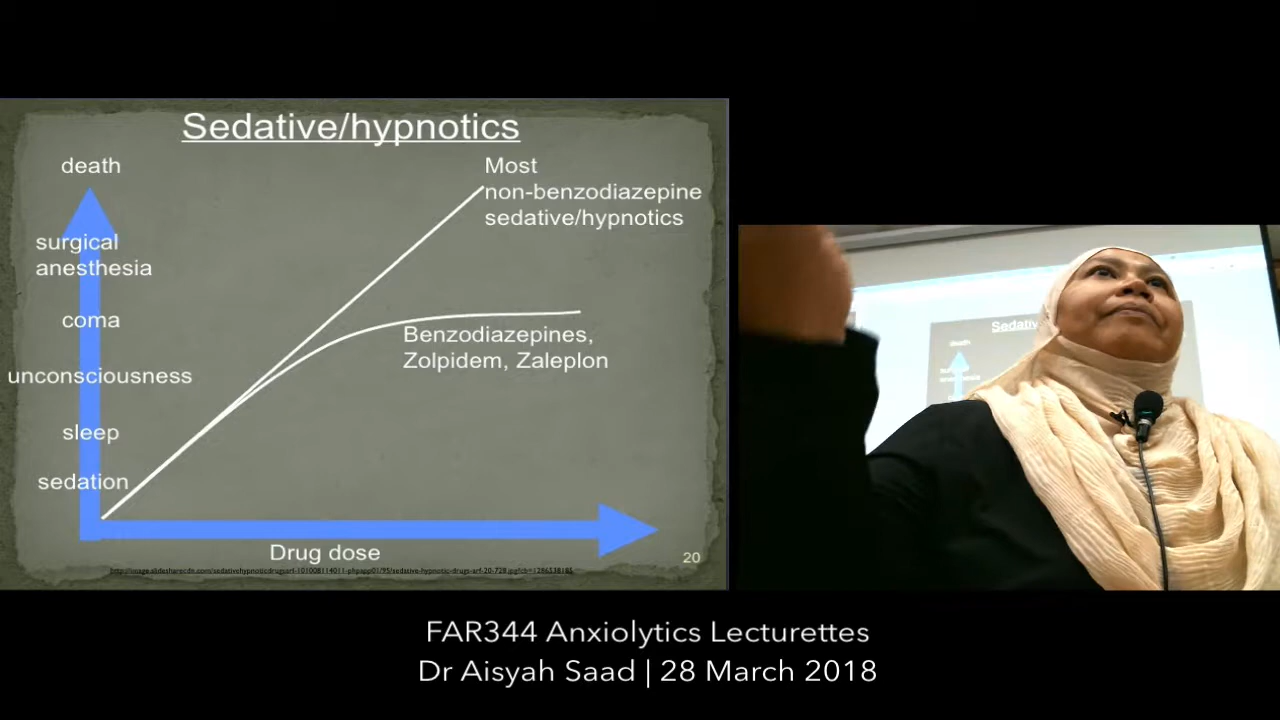 Sedative/hypnotics
death
Most
non-benzodiazepine
sedative/hypnotics
surgical
anesthesia
coma
Benzodiazepines,
Zolpidem, Zaleplon
unconsciousness
sleep
sedation
Drug dose
20
FAR344 Anxiolytics Lecturettes
Dr Aisyah Saad | 28 March 2018
death